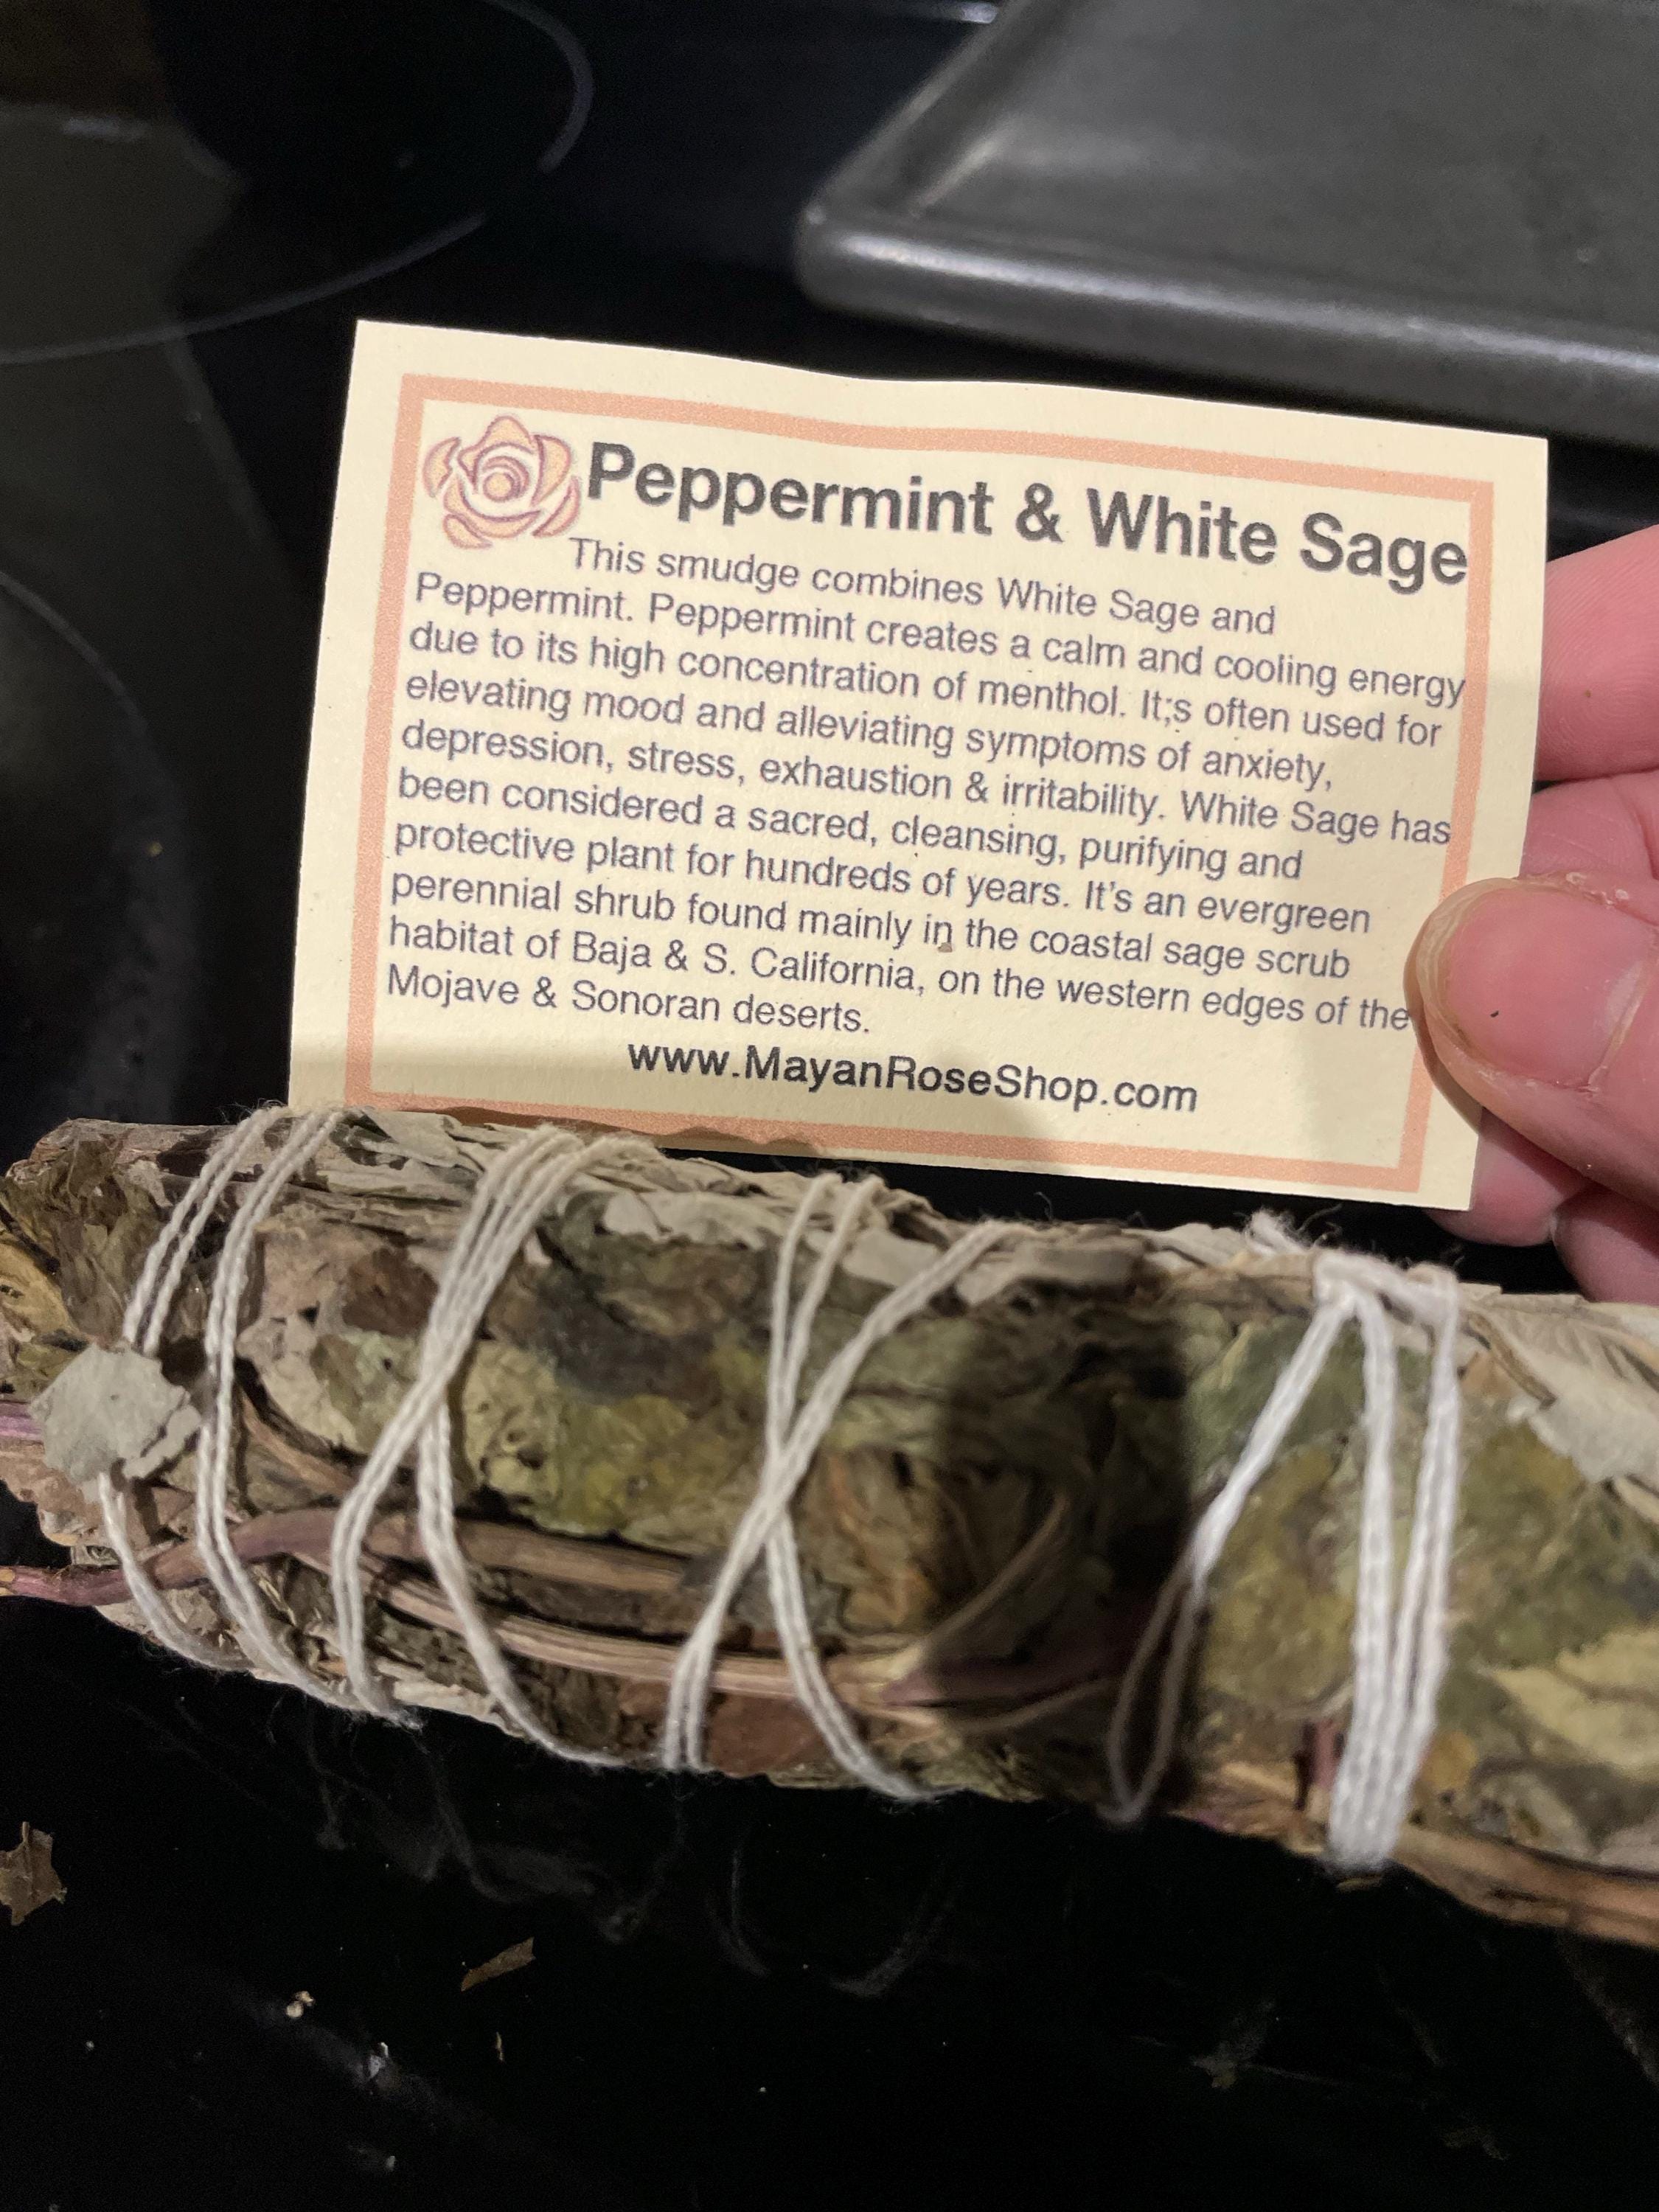 Peppermint & White Sage
This smudge combines White Sage and
Peppermint. Peppermint creates a calm and cooling energy
due to its high concentration of menthol. It;s often used for
elevating mood and alleviating symptoms of anxiety,
depression, stress, exhaustion & irritability. White Sage has
been considered a sacred, cleansing, purifying and
protective plant for hundreds of years. It's an evergreen
perennial shrub found mainly in the coastal sage scrub
habitat of Baja & S. California, on the western edges of the
Mojave & Sonoran deserts.
www.MayanRoseShop.com